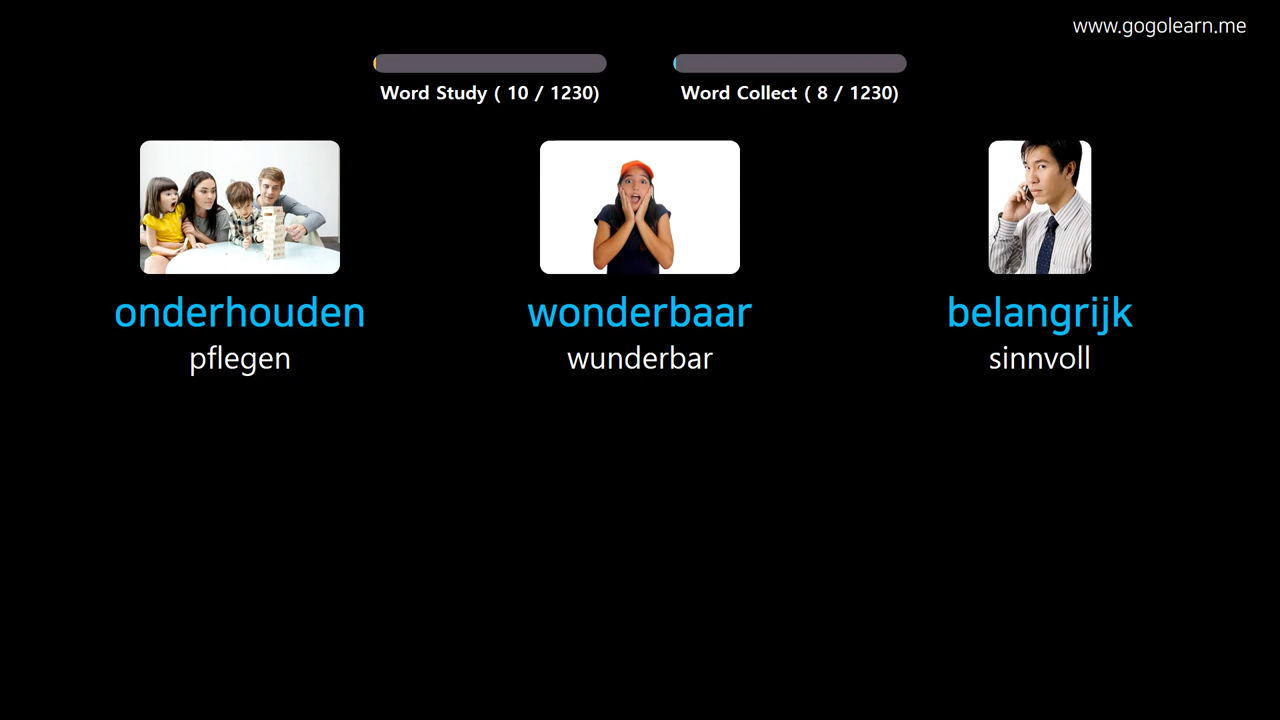 www.gogolearn.me
Word Study ( 10 / 1230)
Word Collect ( 8 / 1230)
onderhouden
pflegen
wonderbaar
wunderbar
belangrijk
sinnvoll